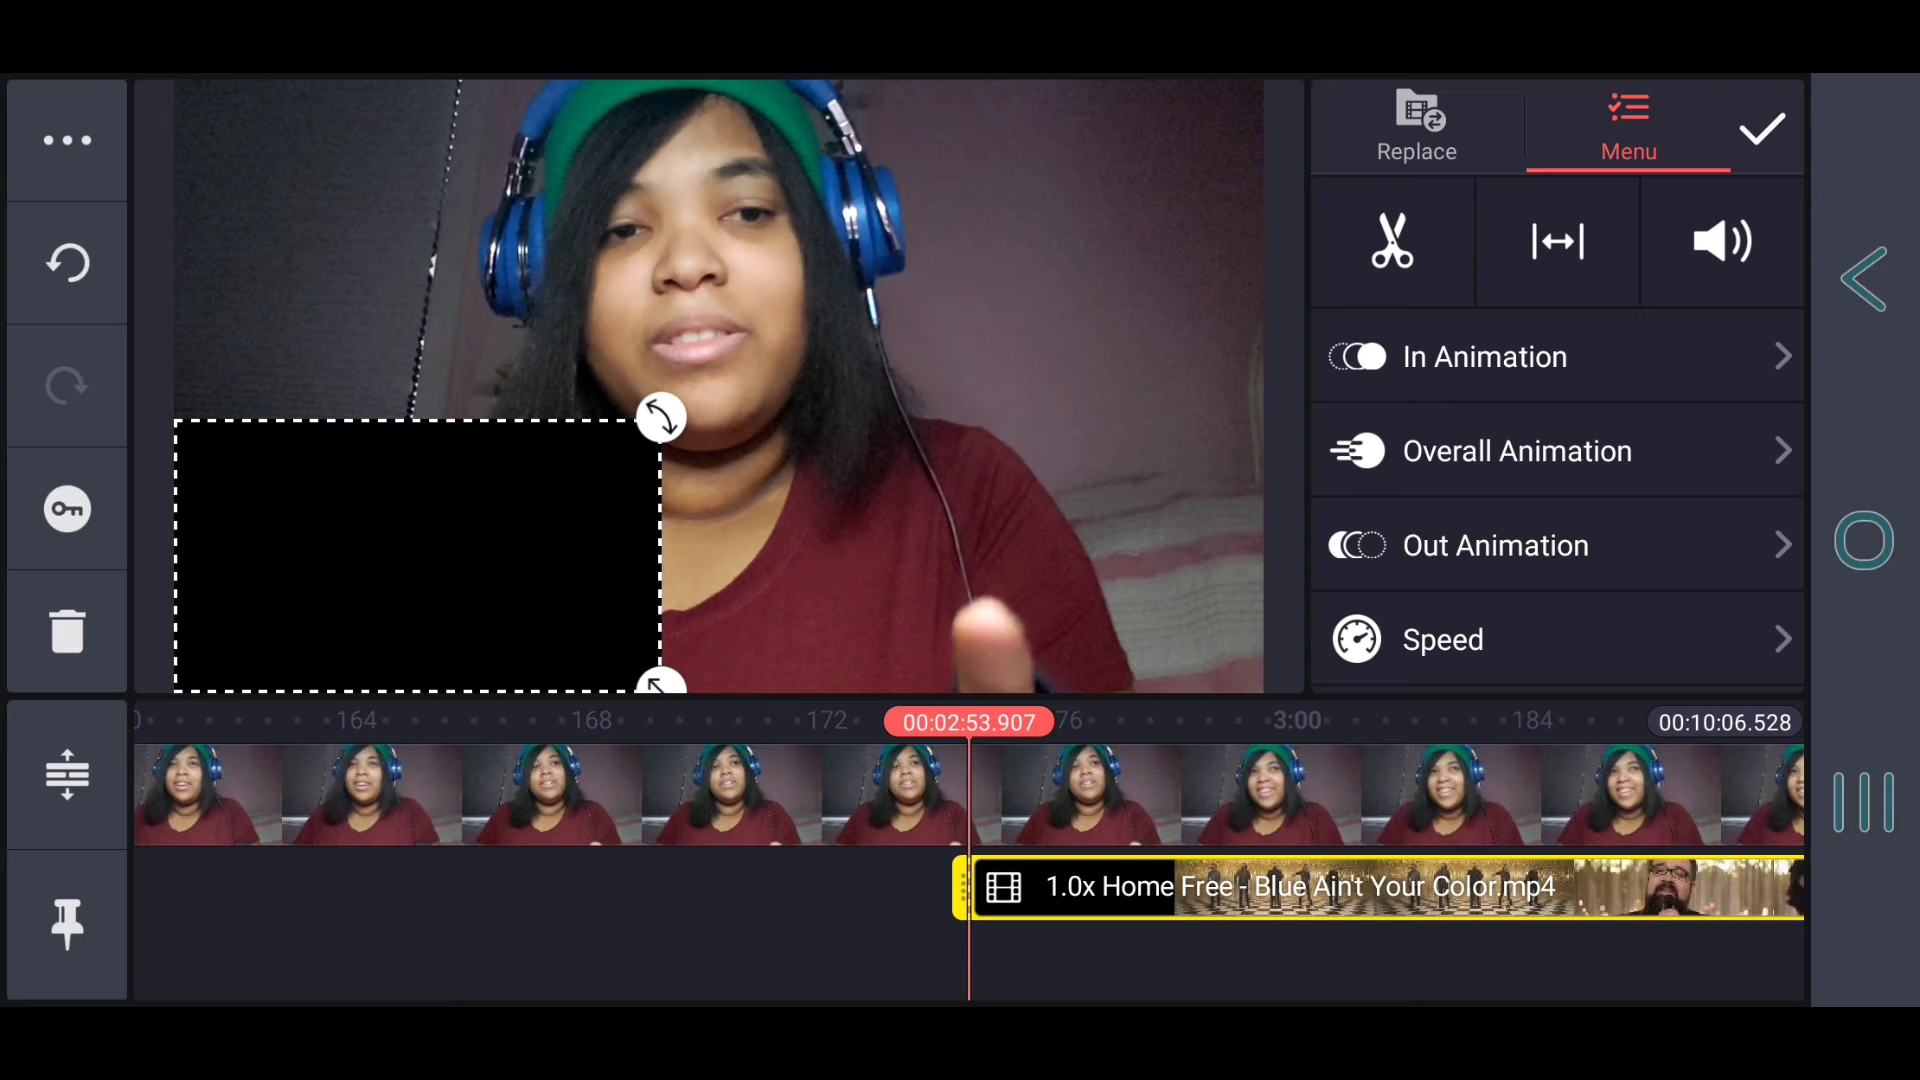 Replace
Menu
In Animation
Overall Animation
Out Animation
Speed
164
168
172
00:02:53.907
76
3:00
184
00:10:06.528
1.0x Home Free - Blue Ain't Your Color.mp4